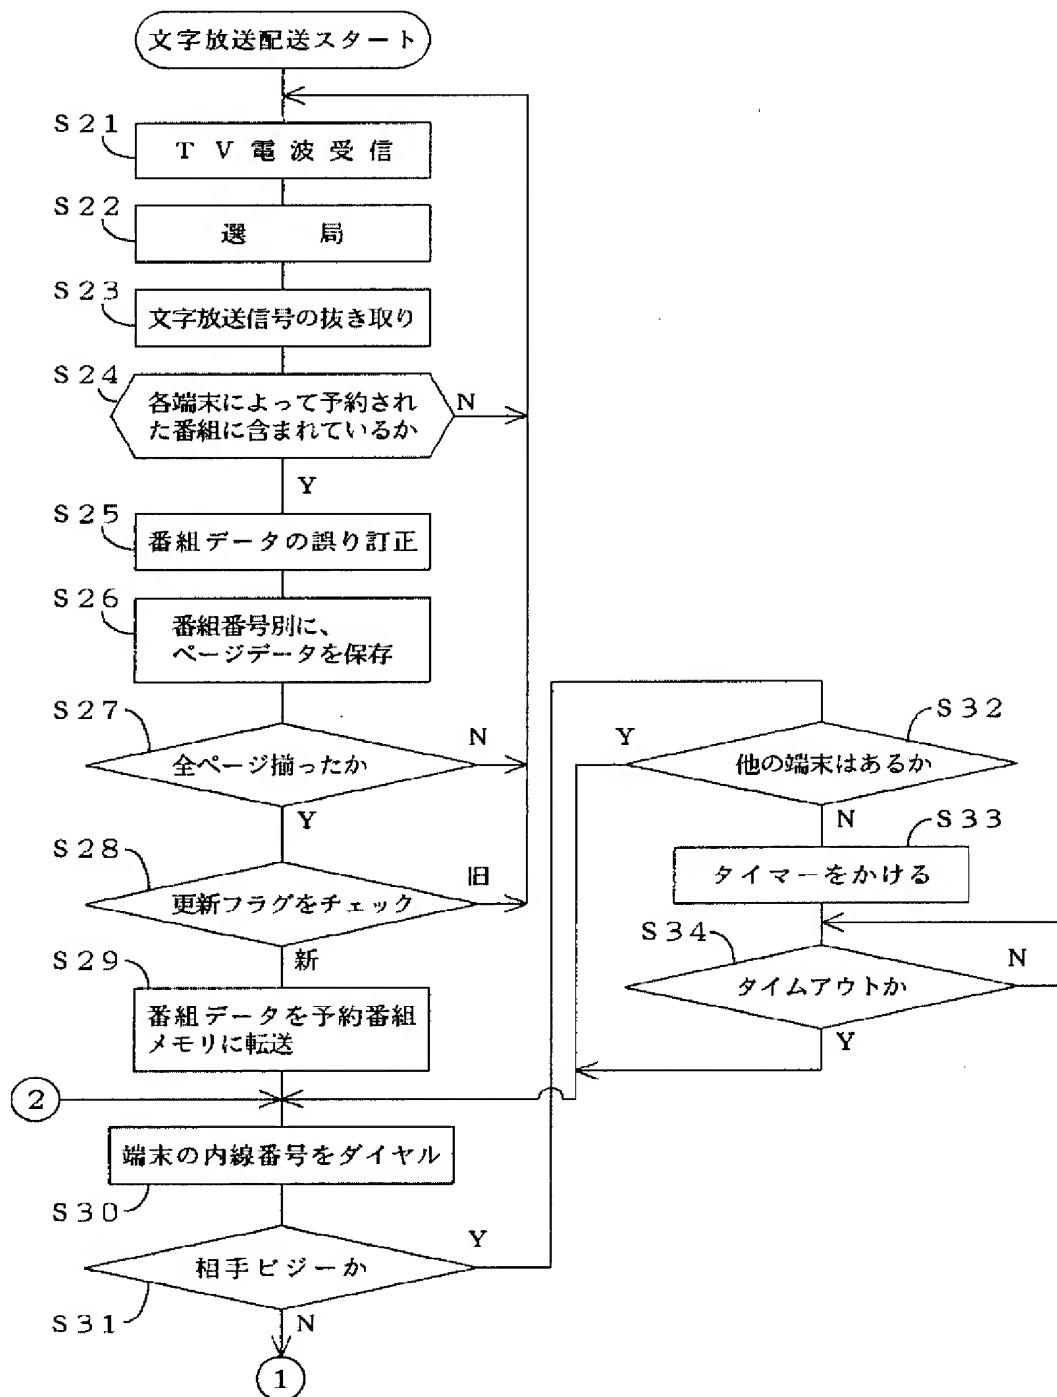 文字放送配送スタート
S21
TV電波受信
S22
選局
S23
文字放送信号の抜き取り
S24
各端末によって予約され
た番組に含まれているか
N
Y
S25
番組データの誤り訂正
S26
番組番号別に、
ページデータを保存
S27
全ページ揃ったか
N
Y
S28
更新フラグをチェック
旧
新
S29
番組データを予約番組
メモリに転送
2
端末の内線番号をダイヤル
S30
相手ビジーか
Y
S31
N
1
S32
Y
他の端末はあるか
N
S33
タイマーをかける
S34
タイムアウトか
N
Y